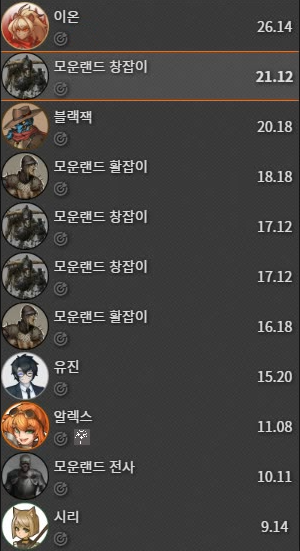 이온
26.14
모운랜드 창잡이
21.12
블랙잭
20.18
모운랜드 활잡이
18.18
모운랜드 창잡이
17.12
모운랜드 창잡이
17.12
모운랜드 활잡이
16.18
유진
15.20
알렉스
11.08
모운랜드 전사
10.11
시리
9.14